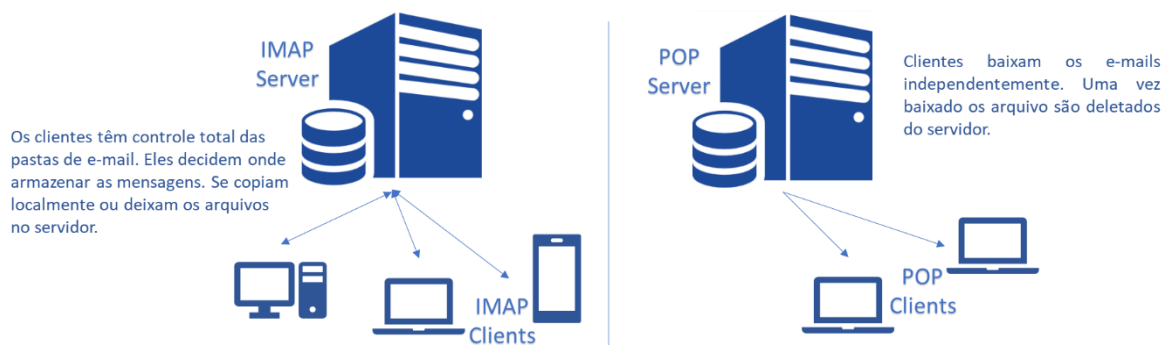 IMAP
Server
Os clientes têm controle total das
pastas de e-mail. Eles decidem onde
armazenar as mensagens. Se copiam
localmente ou deixam os arquivos
no servidor.
IMAP
Clients
POP
Server
Clientes baixam os e-mails
independentemente. Uma vez
baixado os arquivo são deletados
do servidor.
POP
Clients